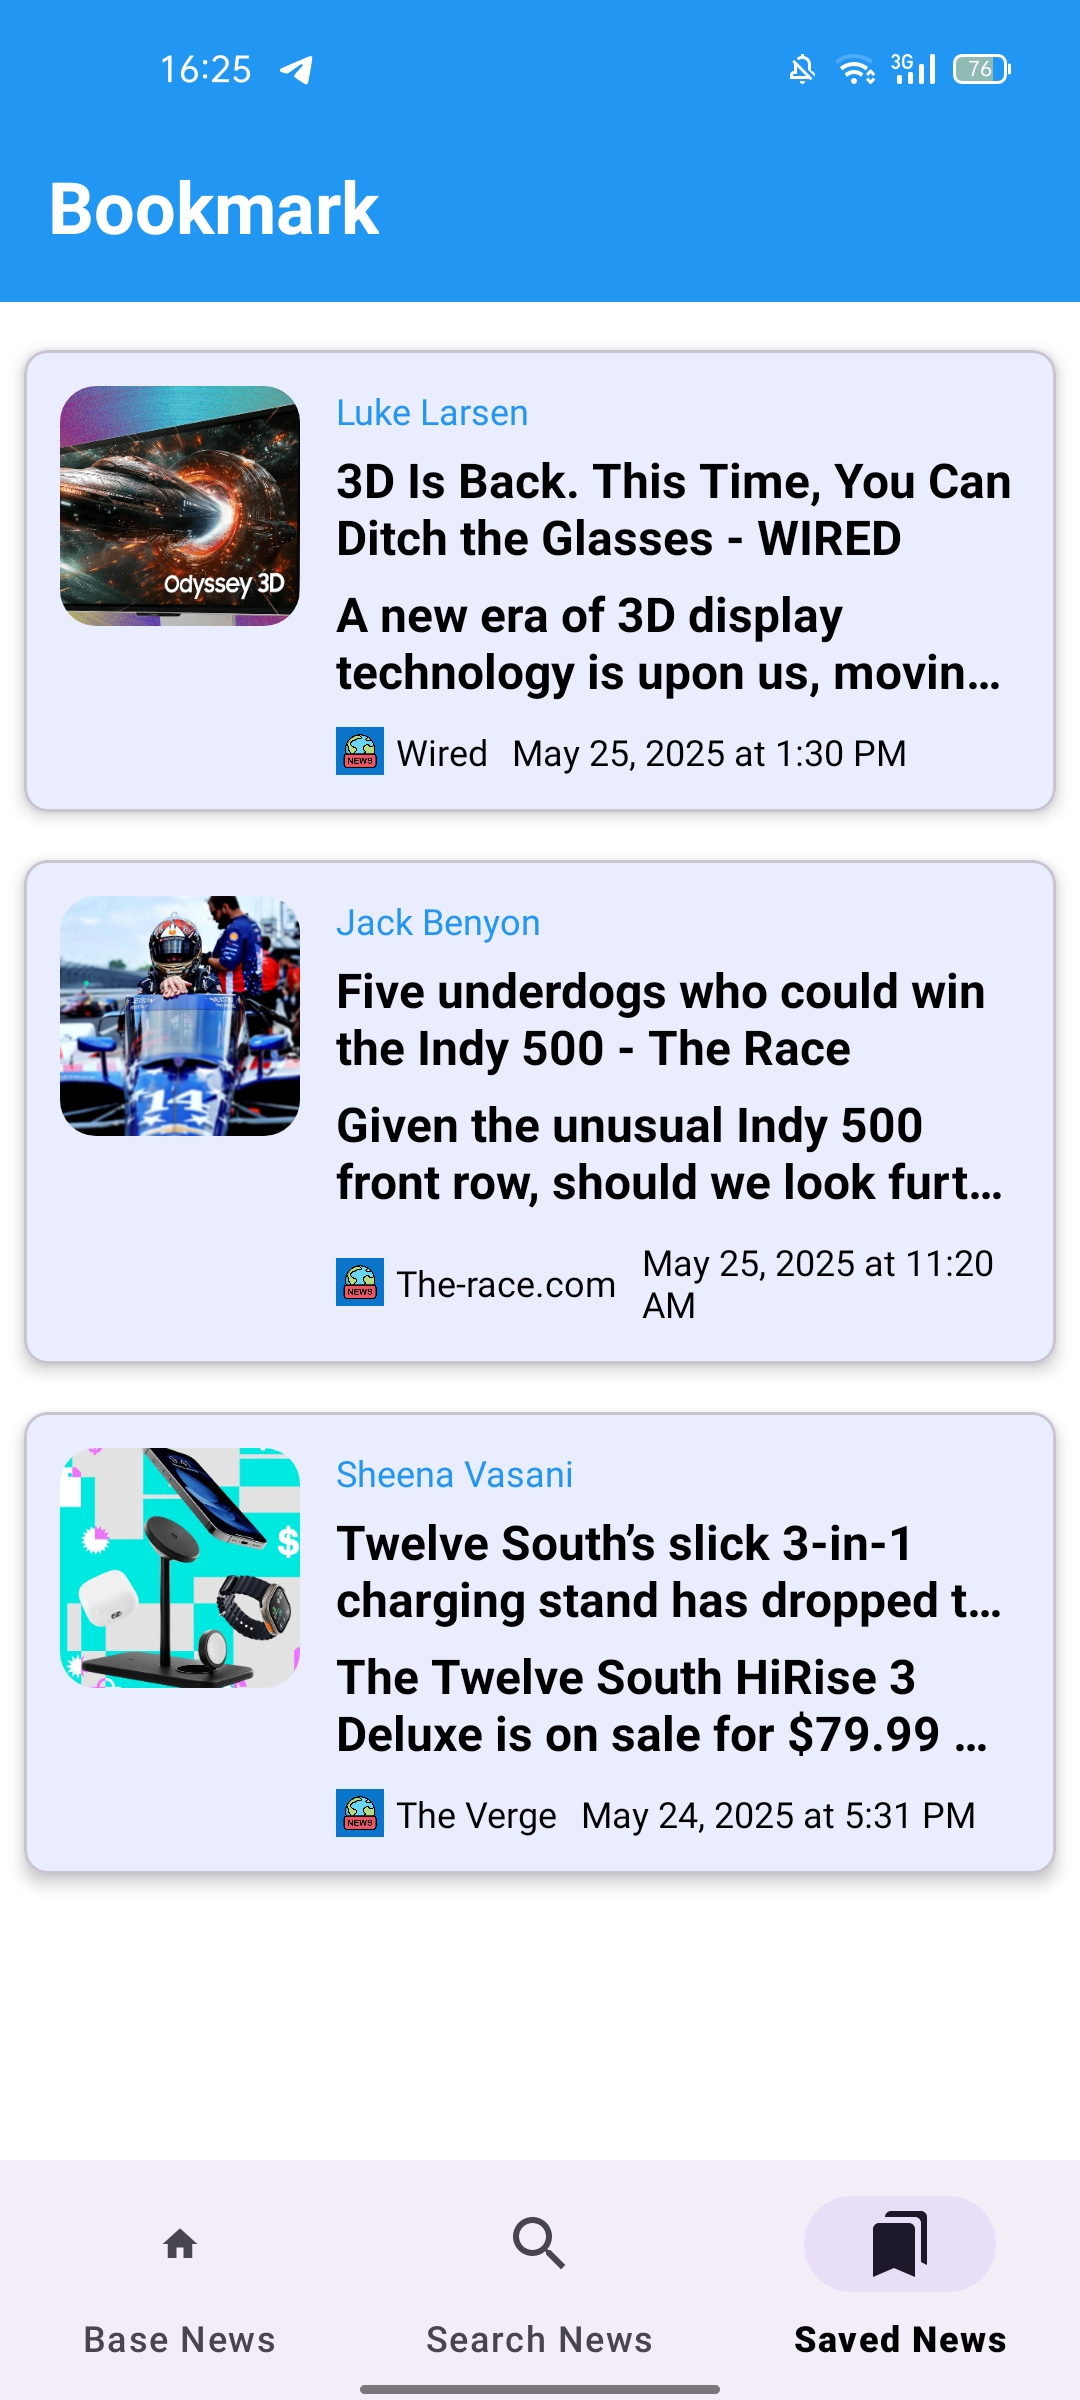 16:25
3G
76
Bookmark
Luke Larsen
3D Is Back. This Time, You Can
Ditch the Glasses - WIRED
Odyssey 3D
A new era of 3D display
technology is upon us, movin…
NEWS
Wired May 25, 2025 at 1:30 PM
Jack Benyon
Five underdogs who could win
the Indy 500 - The Race
14
Given the unusual Indy 500
front row, should we look furt…
NEWS
The-race.com May 25, 2025 at 11:20
AM
Sheena Vasani
Twelve South’s slick 3-in-1
charging stand has dropped t…
$
The Twelve South HiRise 3
Deluxe is on sale for $79.99 …
NEWS
The Verge May 24, 2025 at 5:31 PM
Base News
Search News
Saved News